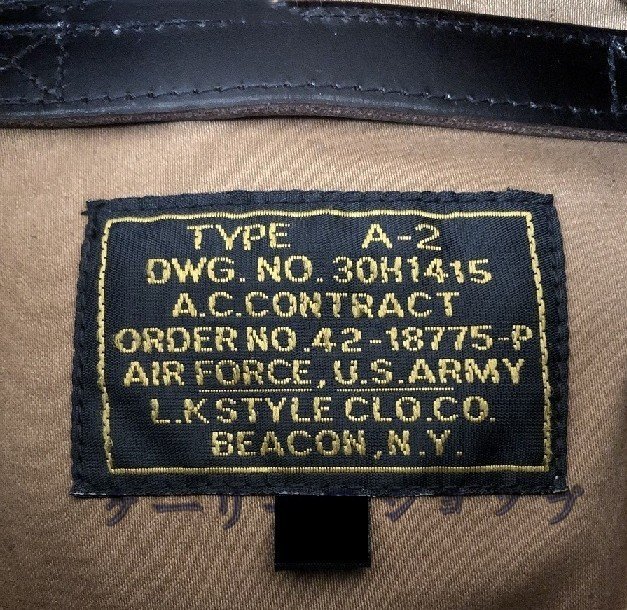 TYPE A-2
DWG. NO. 30H1415
A.C.CONTRACT
ORDER NO.42-18775-P
AIR FORCE, U.S.ARMY
L.K STYLE CLO.CO.
BEACON,N.Y.